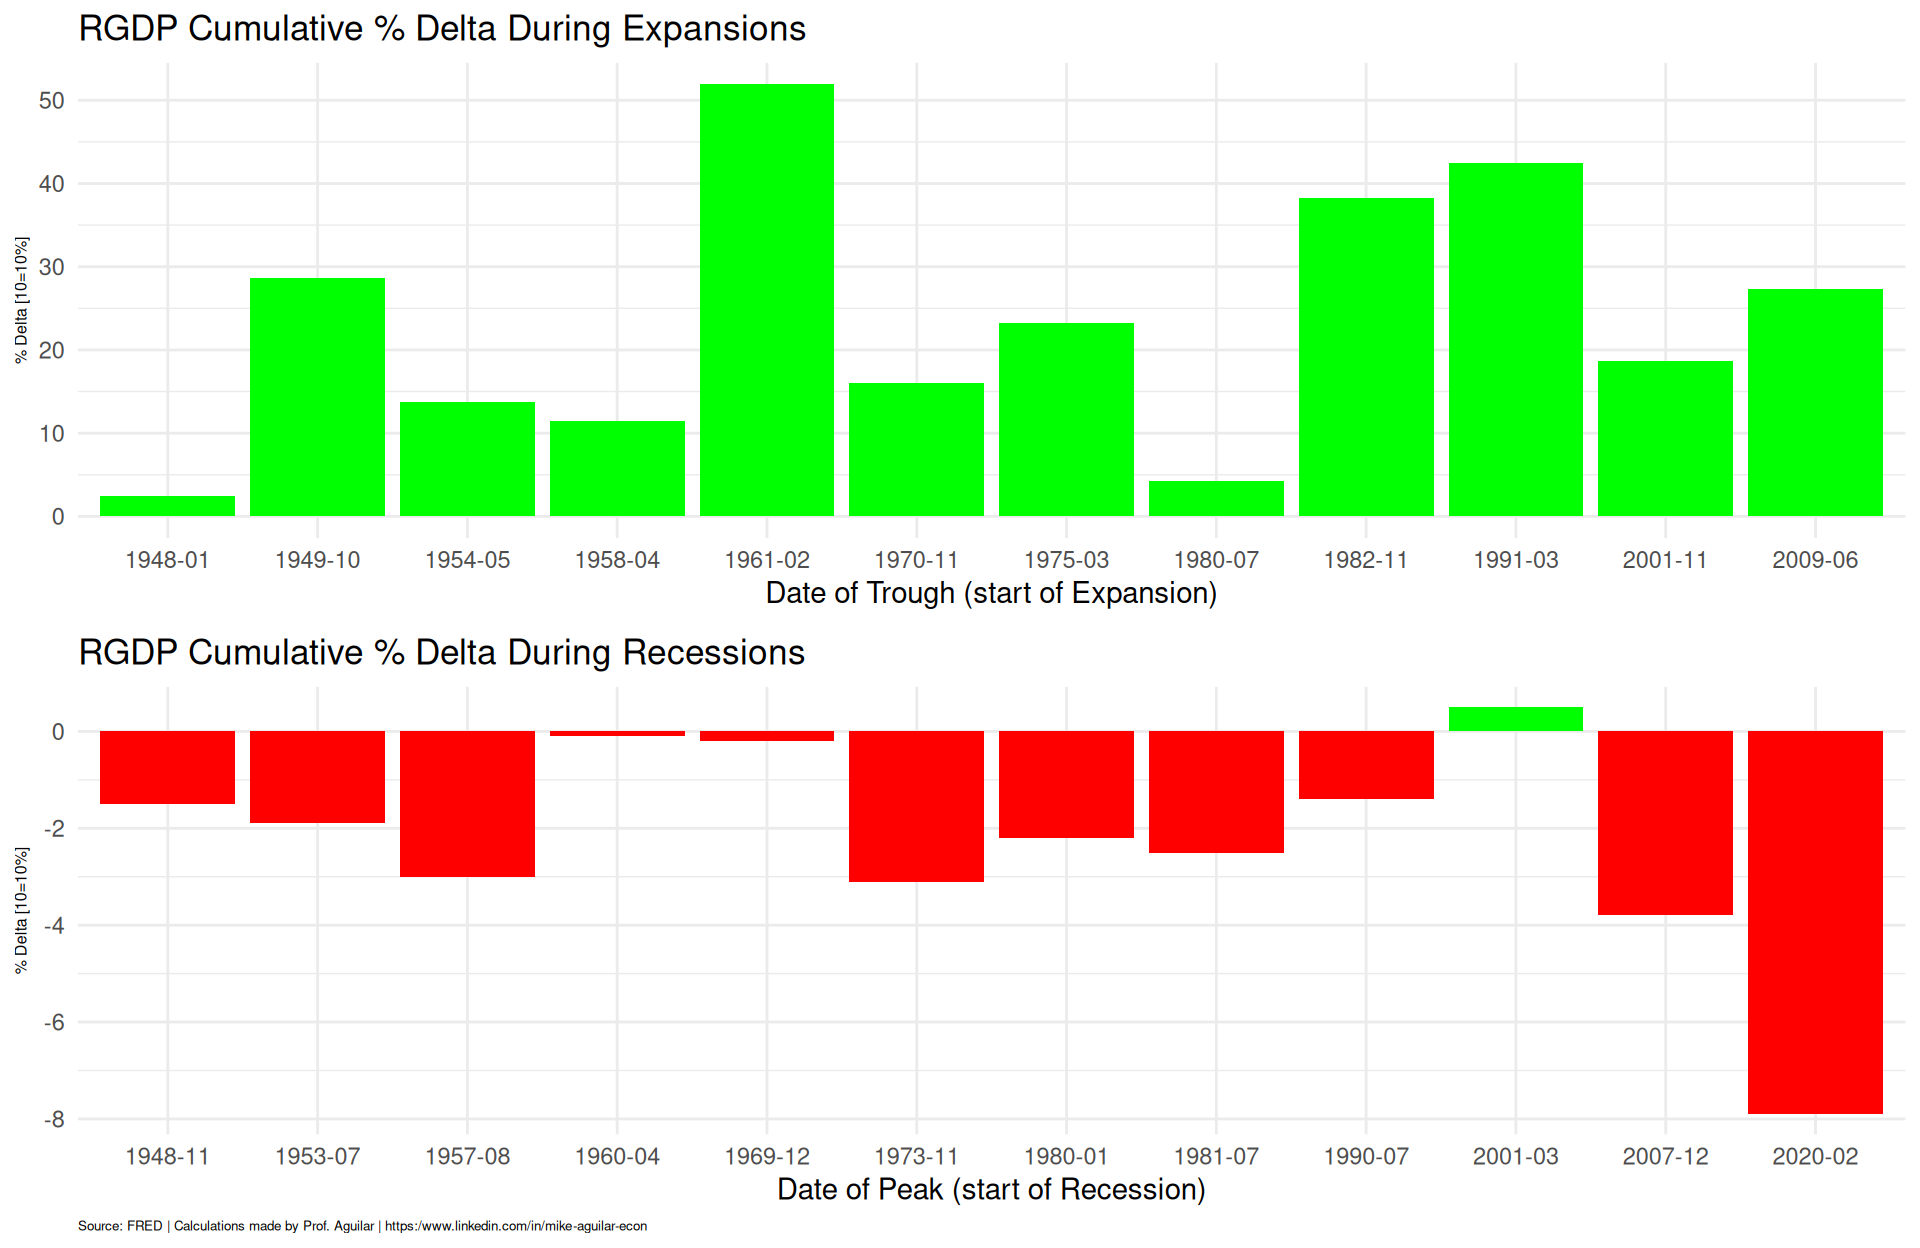 RGDP Cumulative % Delta During Expansions
% Delta [10=10%]
50
40
30
20
10
0
1948-01 1949-10 1954-05 1958-04 1961-02 1970-11 1975-03 1980-07 1982-11 1991-03 2001-11 2009-06
Date of Trough (start of Expansion)
RGDP Cumulative % Delta During Recessions
% Delta [10=10%]
0
-2
-4
-6
-8
1948-11 1953-07 1957-08 1960-04 1969-12 1973-11 1980-01 1981-07 1990-07 2001-03 2007-12 2020-02
Date of Peak (start of Recession)
Source: FRED | Calculations made by Prof. Aguilar | https:/www.linkedin.com/in/mike-aguilar-econ